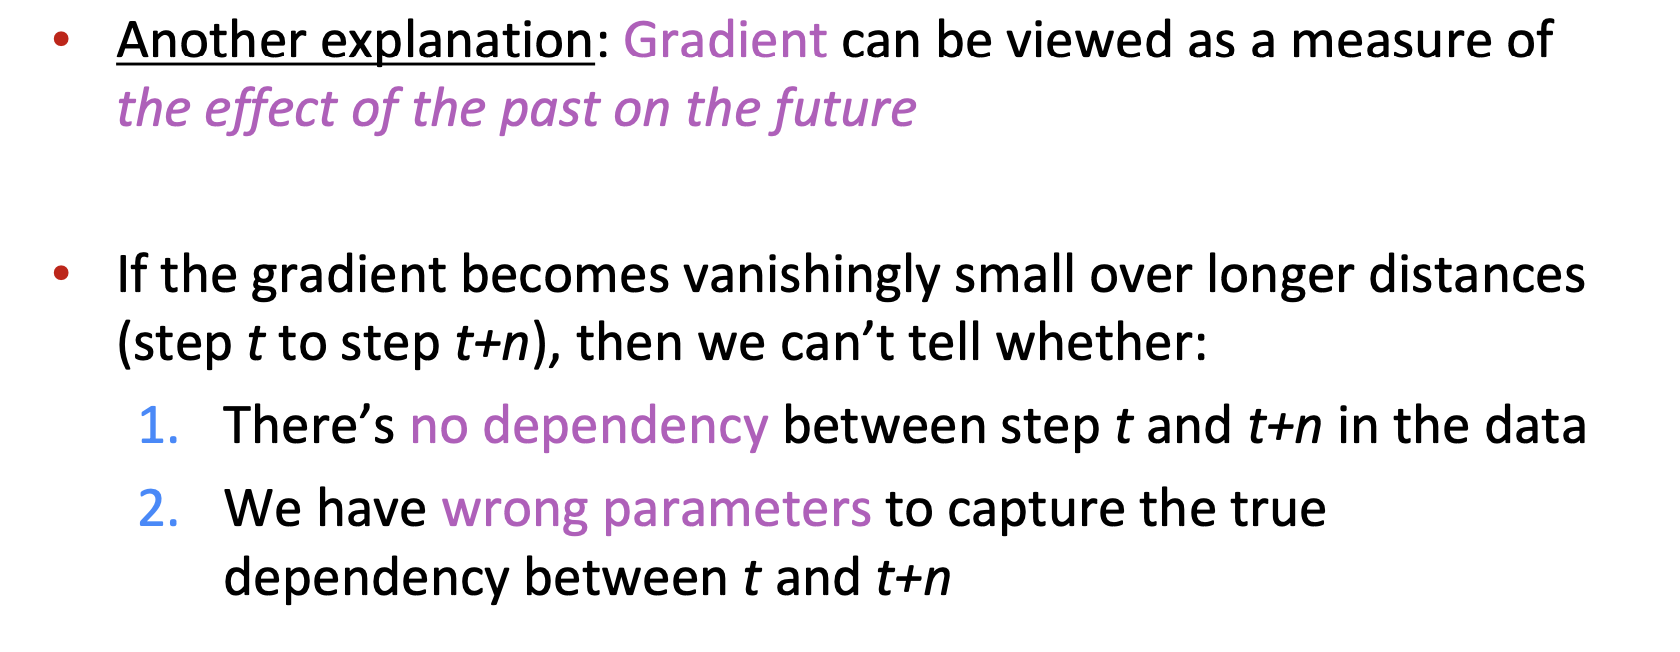 • Another explanation: Gradient can be viewed as a measure of
the effect of the past on the future
• If the gradient becomes vanishingly small over longer distances
(step t to step t+n), then we can’t tell whether:
1. There’s no dependency between step t and t+n in the data
2. We have wrong parameters to capture the true
dependency between t and t+n